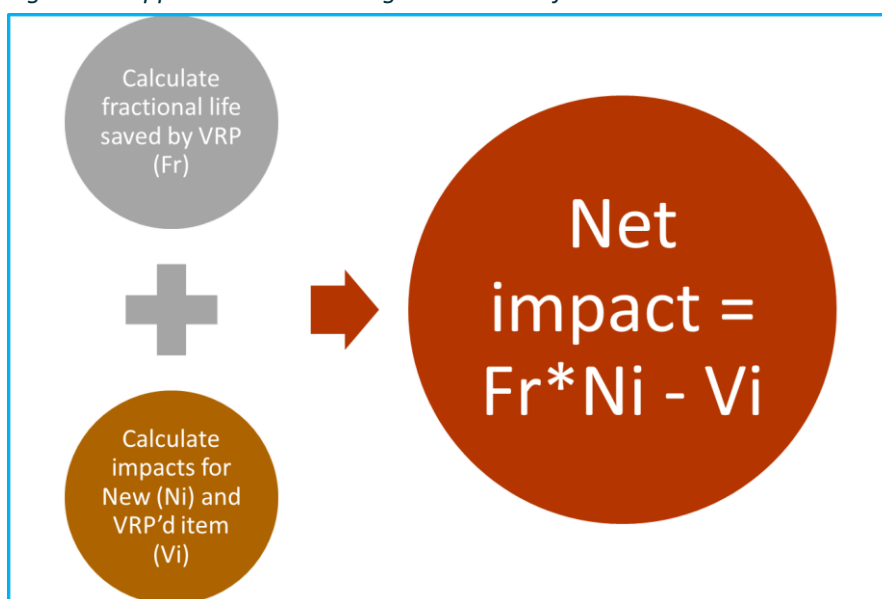 Calculate
fractional life
saved by VRP
(Fr)
Calculate
impacts for
New (Ni) and
VRP'd item
(Vi)
Net
impact =
Fr*Ni - Vi